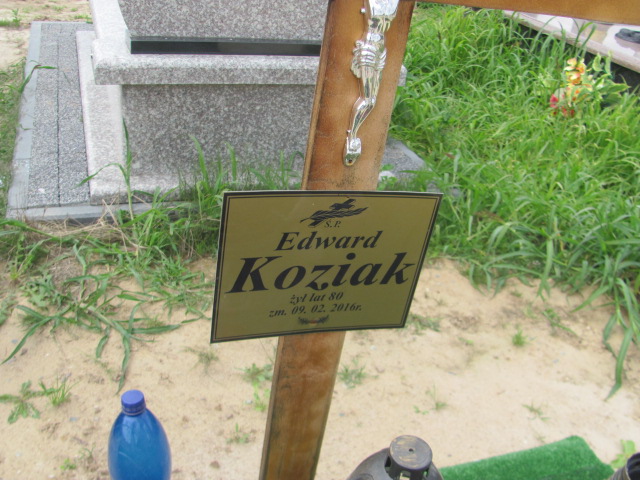 S.P.
Edward
Koziak
żył lat 80
zm. 09. 02. 2016r.